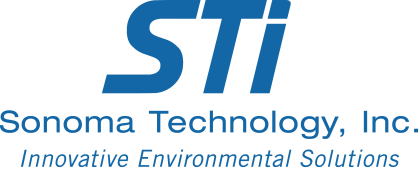 STi
Sonoma Technology, Inc.
Innovative Environmental Solutions